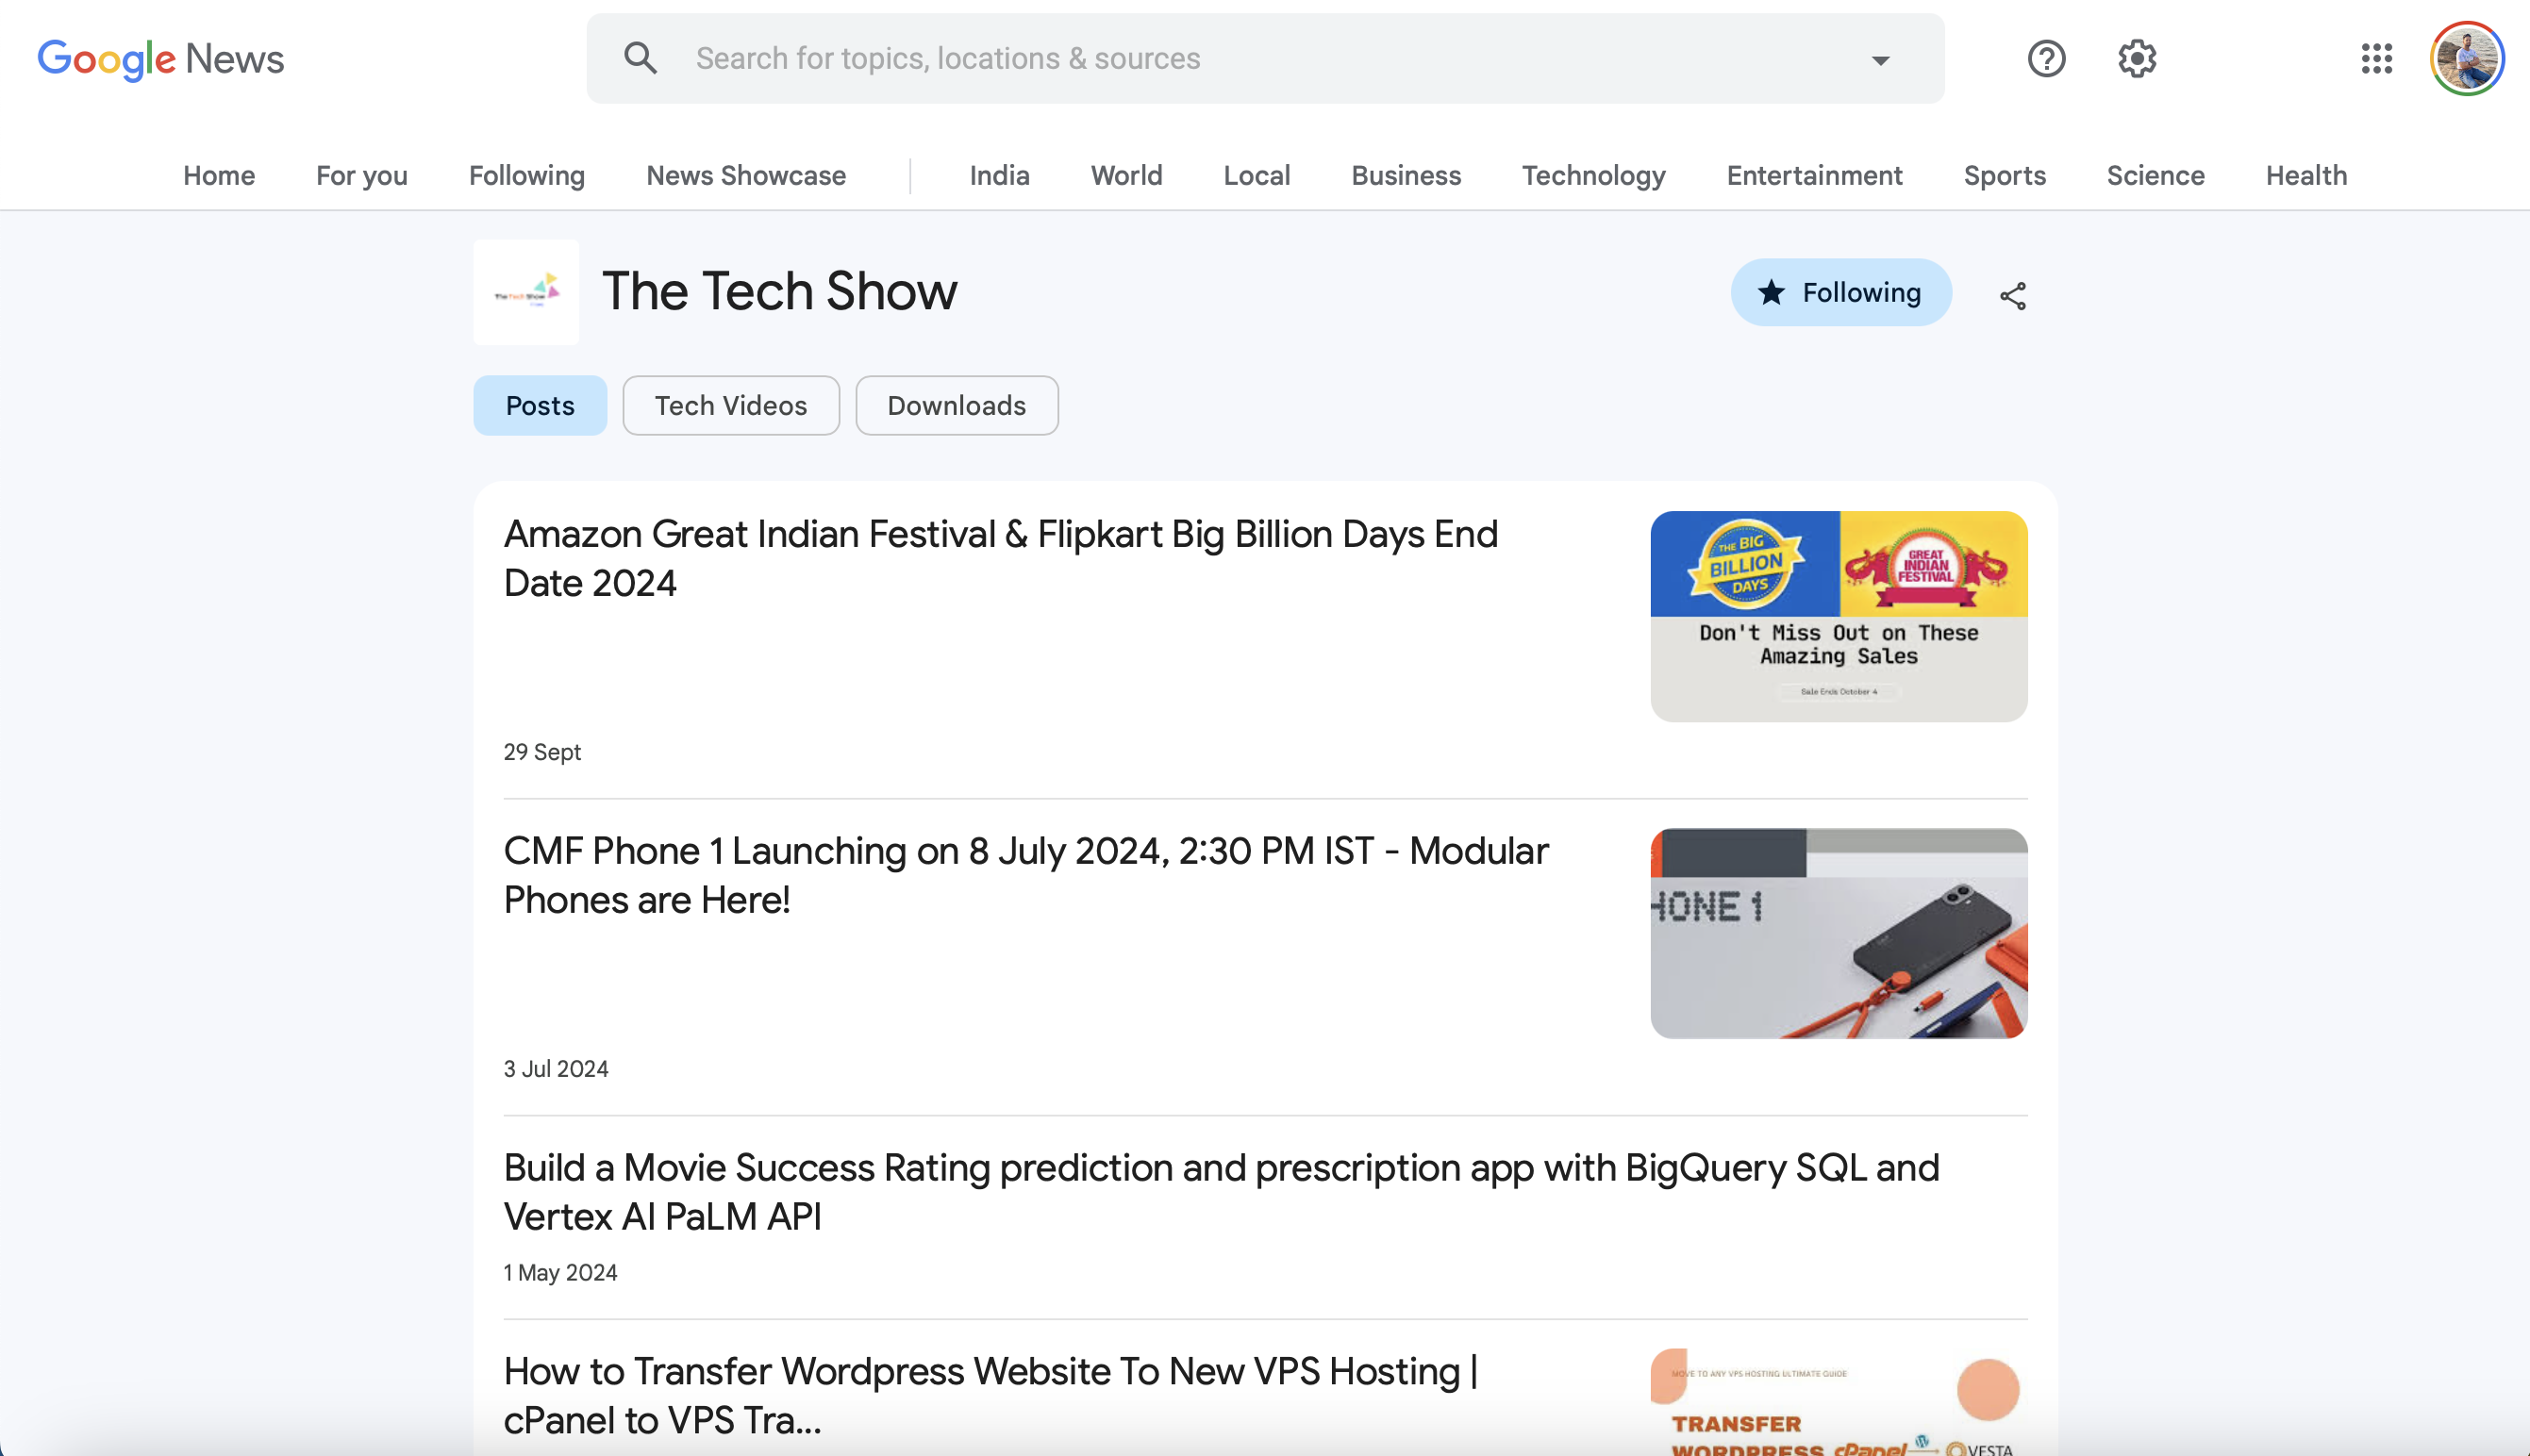 Google News
Search for topics, locations & sources
Home For you Following News Showcase India World Local Business Technology Entertainment Sports Science Health
The Tech Show
The Tech Show
Following
Posts Tech Videos Downloads
Amazon Great Indian Festival & Flipkart Big Billion Days End
Date 2024
THE BIG
BILLION
DAYS
GREAT
INDIAN
FESTIVAL
Don't Miss Out on These
Amazing Sales
Sale Ends October 4
29 Sept
CMF Phone 1 Launching on 8 July 2024, 2:30 PM IST - Modular
Phones are Here!
HONE 1
3 Jul 2024
Build a Movie Success Rating prediction and prescription app with BigQuery SQL and
Vertex AI PaLM API
1 May 2024
How to Transfer Wordpress Website To New VPS Hosting |
cPanel to VPS Tra...
MOVE TO ANY VPS HOSTING ULTIMATE GUIDE
TRANSFER
WORDPRESS cPanel VESTA